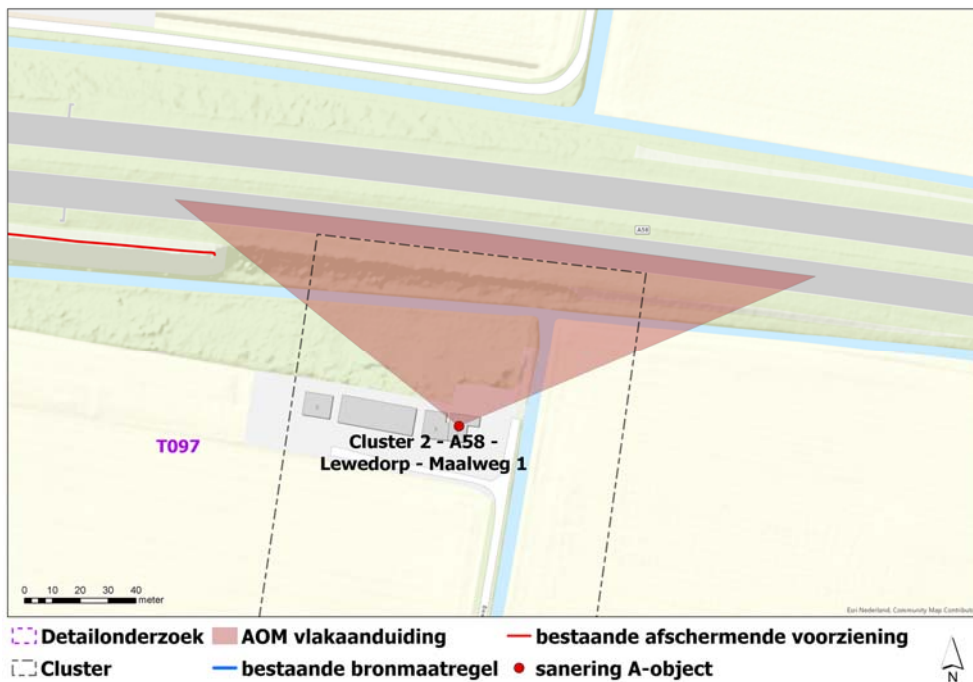 A58
T097
Cluster 2 - A58 -
Lewedorp - Maalweg 1
0 10 20 30 40
meter
Esri Nederland, Community Map Contribut
Detailonderzoek AOM vlakaanduiding bestaande afschermende voorziening
Cluster bestaande bronmaatregel sanering A-object
N